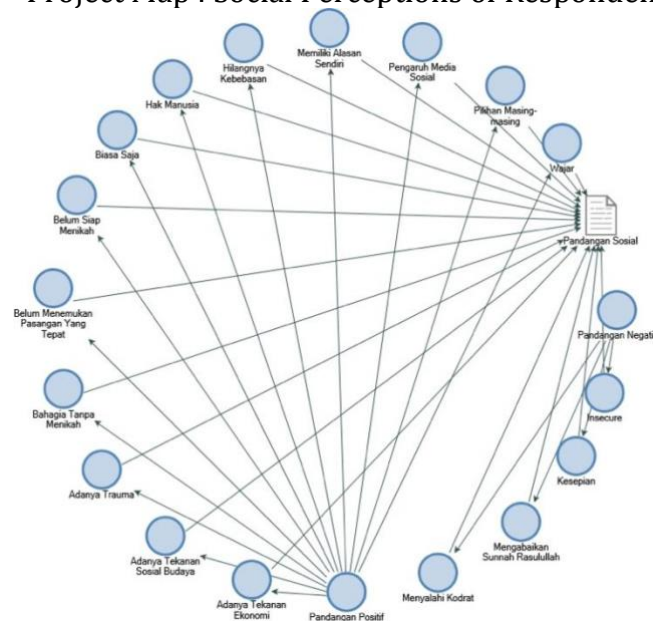 Project Map : Social Perceptions of Responden
Memiliki Alasan
Sendiri
Pengaruh Media
Sosial
Hilangnya
Kebebasan
Pilihan Masing-
masing
Hak Manusia
Wajar
Biasa Saja
Belum Siap
Menikah
Pandangan Sosial
Belum Menemukan
Pasangan Yang
Tepat
Pandangan Negati
Bahagia Tanpa
Menikah
Insecure
Kesepian
Adanya Trauma
Mengabaikan
Sunnah Rasulullah
Adanya Tekanan
Sosial Budaya
Menyalahi Kodrat
Adanya Tekanan
Ekonomi
Pandangan Positif